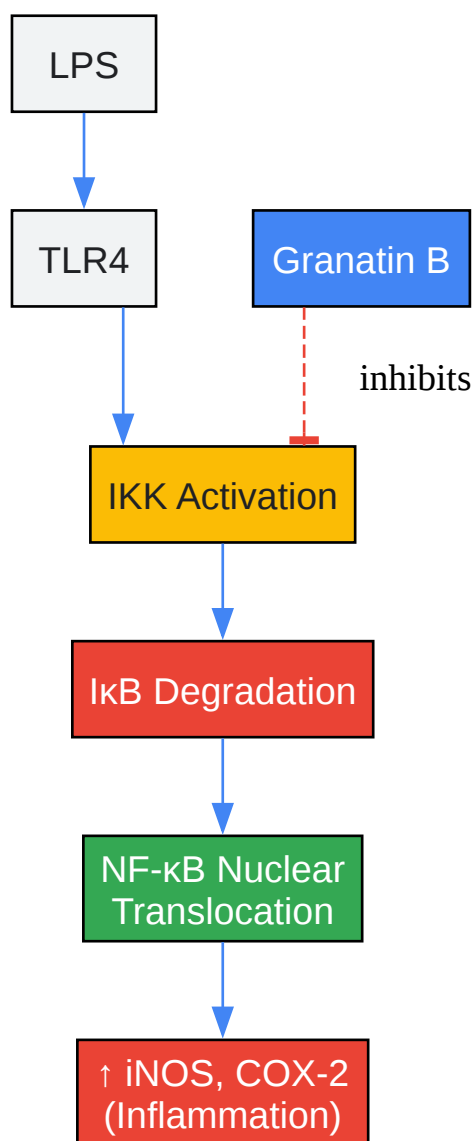 LPS
TLR4
Granatin B
inhibits
IKK Activation
IκB Degradation
NF-κB Nuclear
Translocation
↑ iNOS, COX-2
(Inflammation)